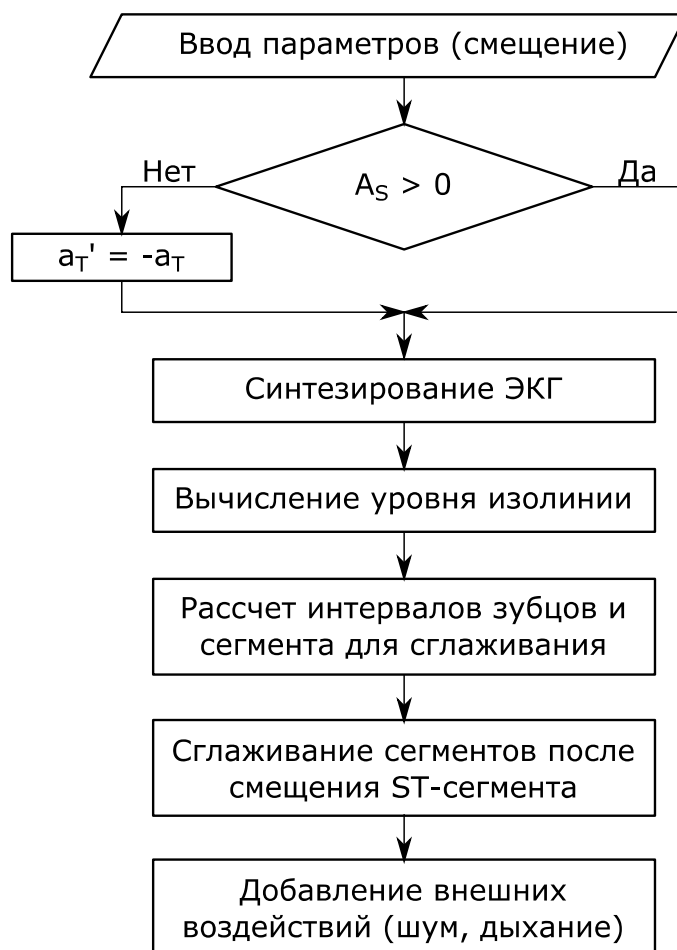 Ввод параметров (смещение)
Нет
Да
A_S > 0
a_T' = -a_T
Синтезирование ЭКГ
Вычисление уровня изолинии
Рассчет интервалов зубцов и
сегмента для сглаживания
Сглаживание сегментов после
смещения ST-сегмента
Добавление внешних
воздействий (шум, дыхание)